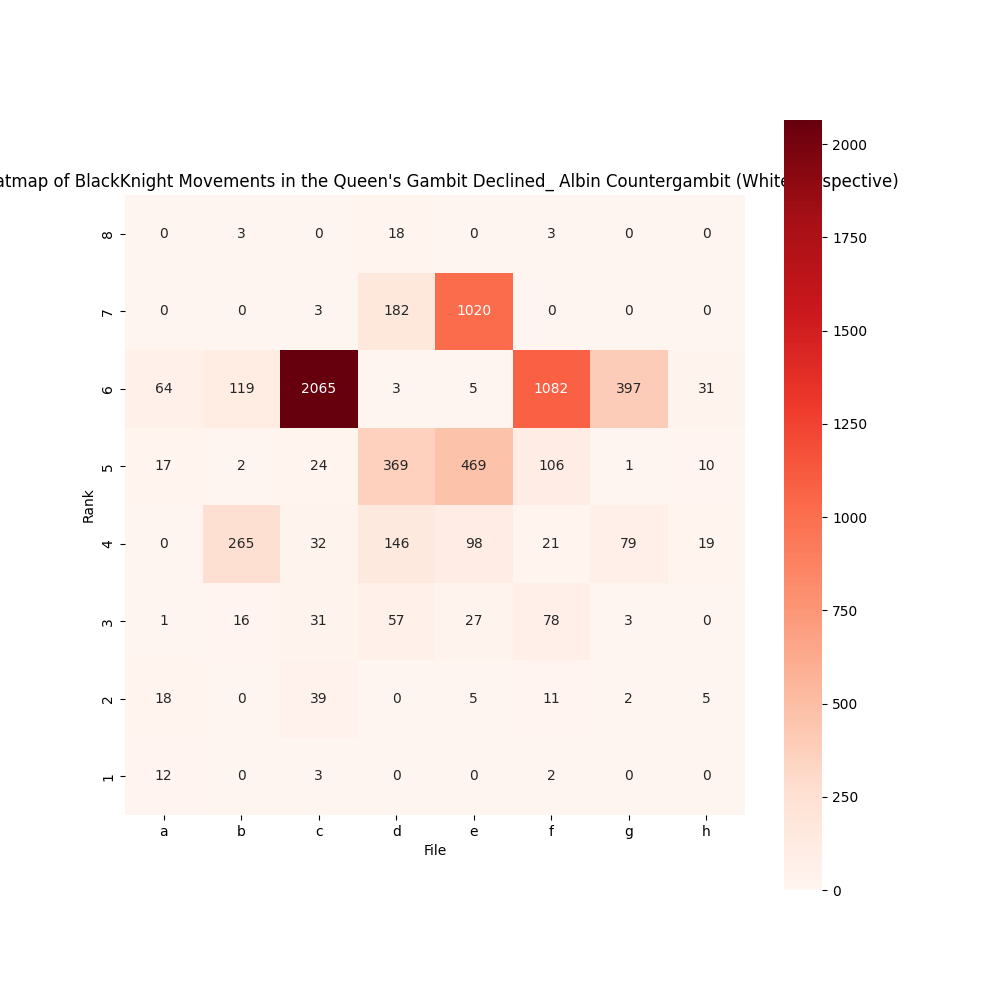 atmap of BlackKnight Movements in the Queen's Gambit Declined_ Albin Countergambit (White spective)
2000
1750
1500
1250
1000
750
500
250
0
Rank
8 0 3 0 18 0 3 0 0
7 0 0 3 182 1020 0 0 0
6 64 119 2065 3 5 1082 397 31
5 17 2 24 369 469 106 1 10
4 0 265 32 146 98 21 79 19
3 1 16 31 57 27 78 3 0
2 18 0 39 0 5 11 2 5
1 12 0 3 0 0 2 0 0
a b c d e f g h
File